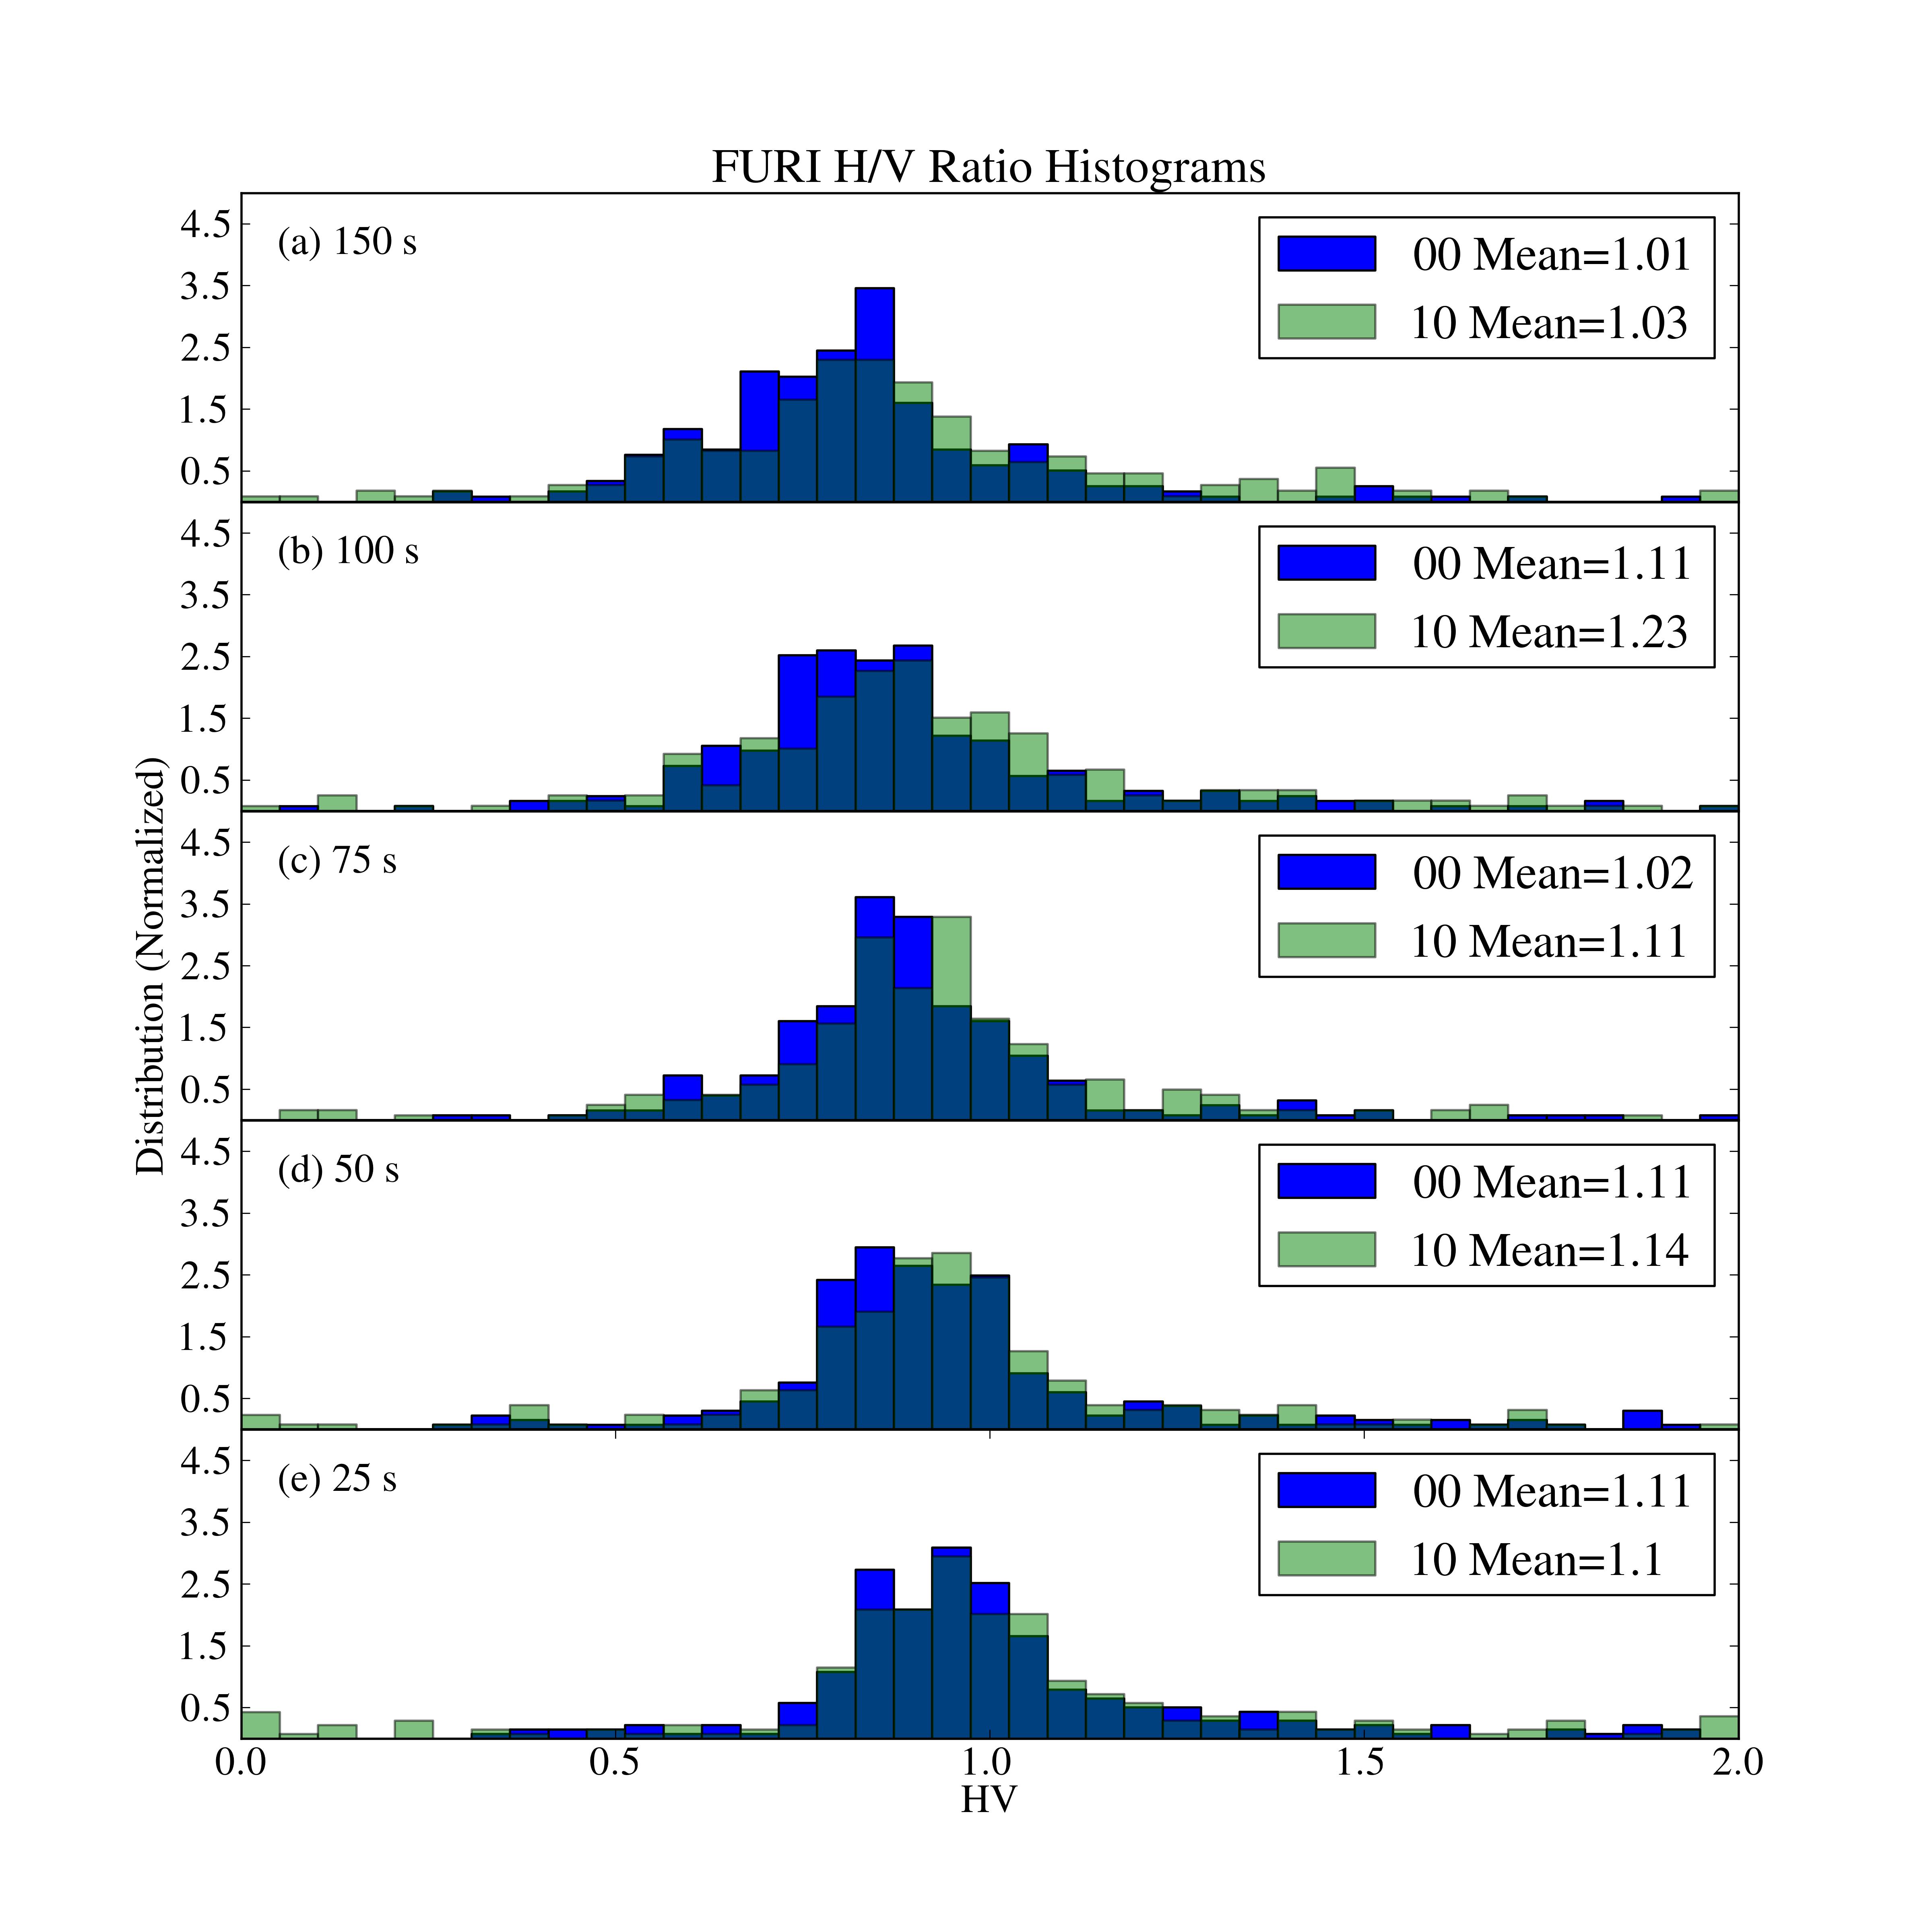 FURI H/V Ratio Histograms
Distribution (Normalized)
4.5
3.5
2.5
1.5
0.5
(a) 150 s
00 Mean=1.01
10 Mean=1.03
4.5
3.5
2.5
1.5
0.5
(b) 100 s
00 Mean=1.11
10 Mean=1.23
4.5
3.5
2.5
1.5
0.5
(c) 75 s
00 Mean=1.02
10 Mean=1.11
4.5
3.5
2.5
1.5
0.5
(d) 50 s
00 Mean=1.11
10 Mean=1.14
4.5
3.5
2.5
1.5
0.5
(e) 25 s
00 Mean=1.11
10 Mean=1.1
0.0 0.5 1.0 1.5 2.0
HV